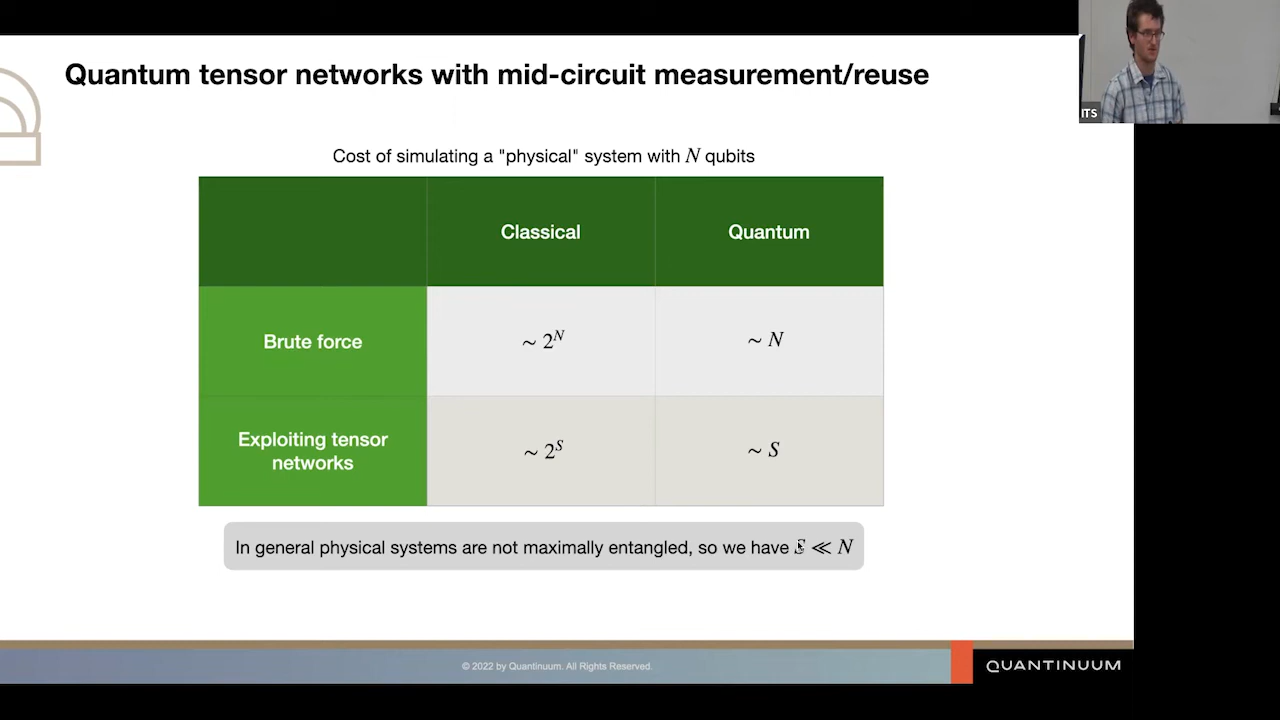 Quantum tensor networks with mid-circuit measurement/reuse
ITS
Cost of simulating a "physical" system with N qubits
Classical
Quantum
Brute force
~ 2^N
~ N
Exploiting tensor
networks
~ 2^S
~ S
In general physical systems are not maximally entangled, so we have S ≪ N
© 2022 by Quantinuum. All Rights Reserved.
QUANTINUUM